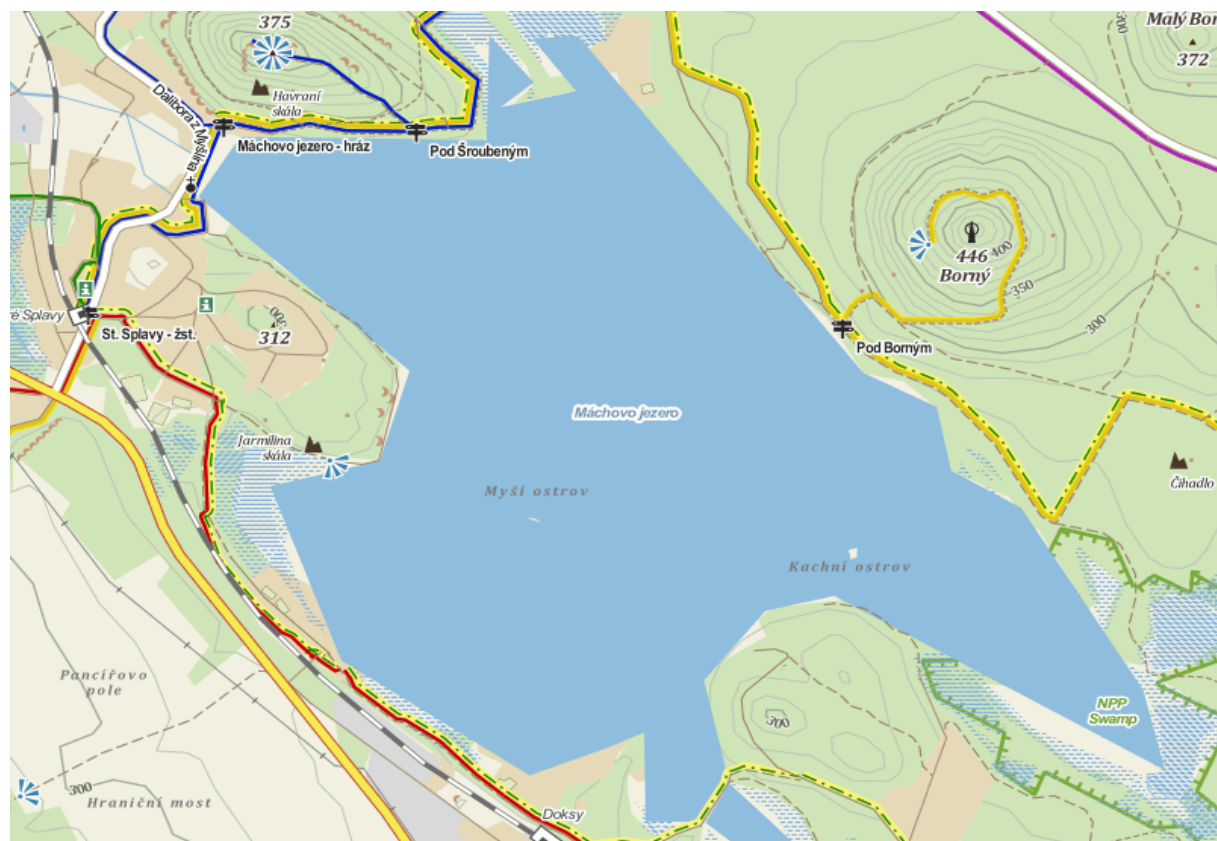 375
300
Malý Bor
372
Havraní
skála
Dalibora z Myšlína
Máchovo jezero - hráz
Pod Šroubeným
446
Borný
400
350
300
ré Splavy
St. Splavy - žst.
300
312
Pod Borným
Máchovo jezero
Jarmilina
skála
Čihadlo
Myší ostrov
Kachní ostrov
Pancířovo
pole
NPP
Swamp
300
300
Hraniční most
Doksy